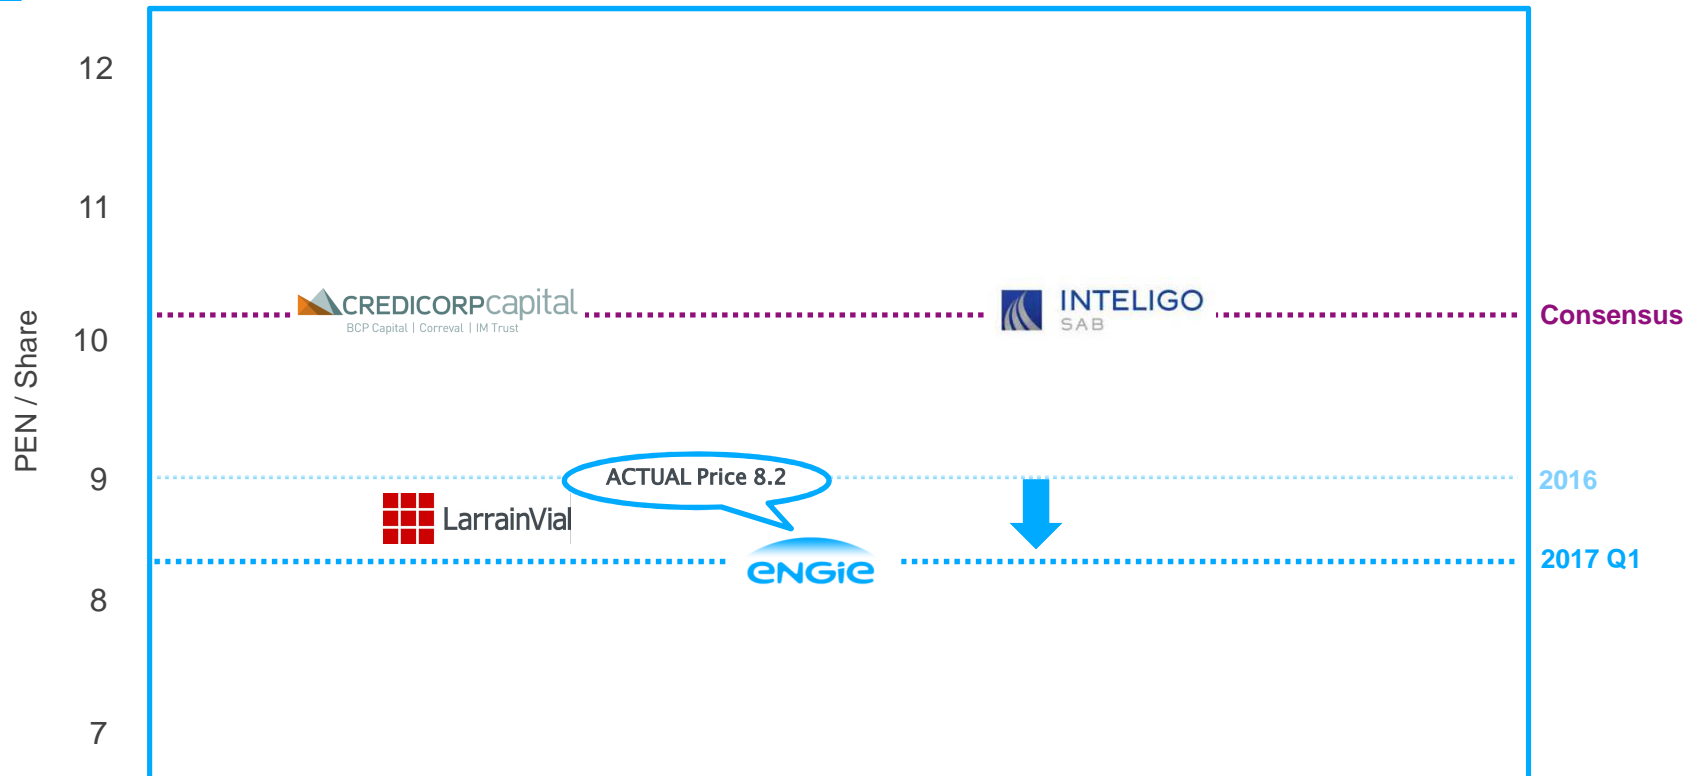 12
11
CREDICORPcapital
BCP Capital | Correval | IM Trust
INTELIGO
SAB
Consensus
10
PEN / Share
9
ACTUAL Price 8.2
2016
LarrainVial
ENGIE
2017 Q1
8
7